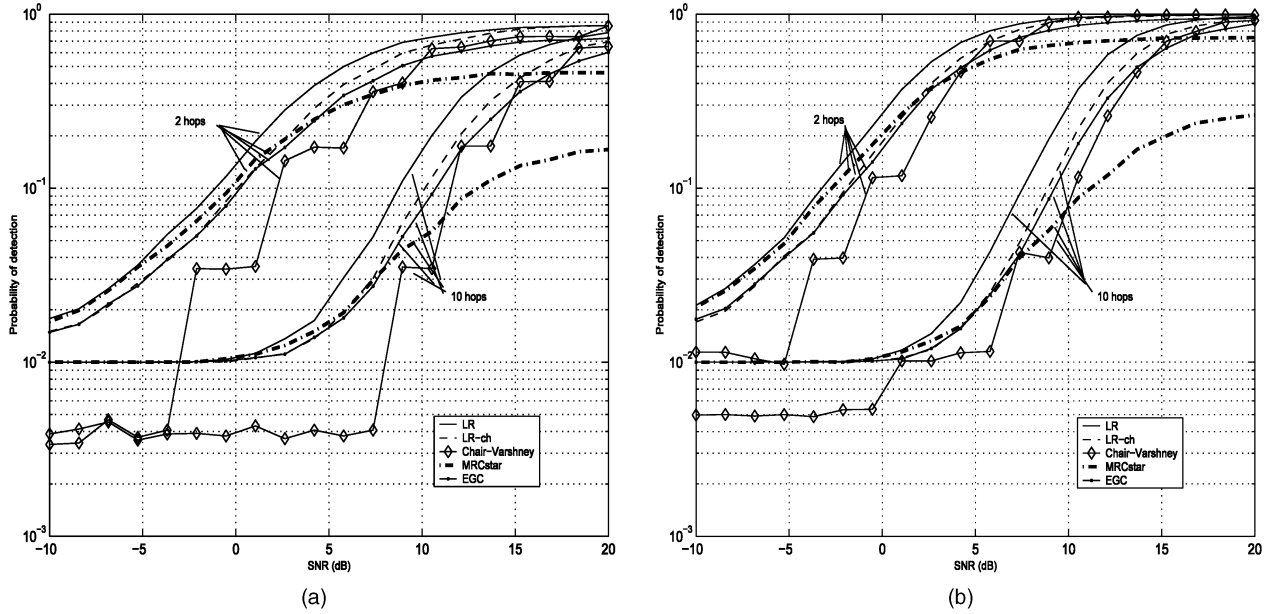 10^0
10^-1
10^-2
10^-3
Probability of detection
2 hops
10 hops
LR
LR-ch
Chair-Varshney
MRCstar
EGC
-10 -5 0 5 10 15 20
SNR (dB)
(a)
10^0
10^-1
10^-2
10^-3
Probability of detection
2 hops
10 hops
LR
LR-ch
Chair-Varshney
MRCstar
EGC
-10 -5 0 5 10 15 20
SNR (dB)
(b)